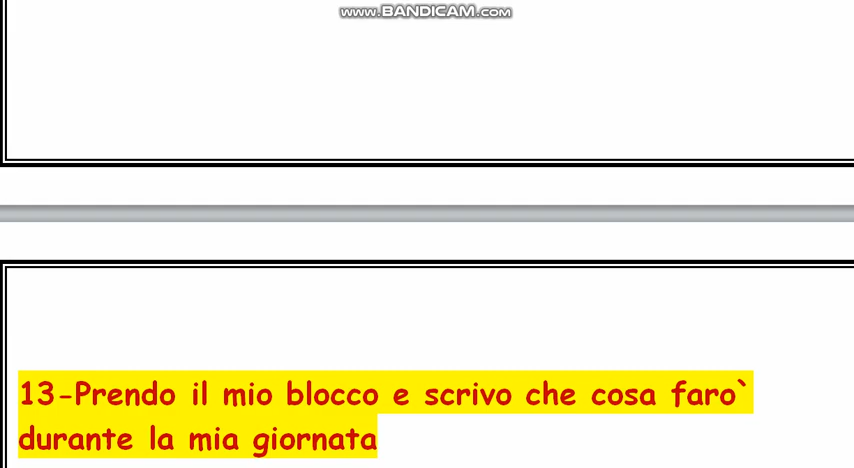 www.BANDICAM.com
13-Prendo il mio blocco e scrivo che cosa faro`
durante la mia giornata